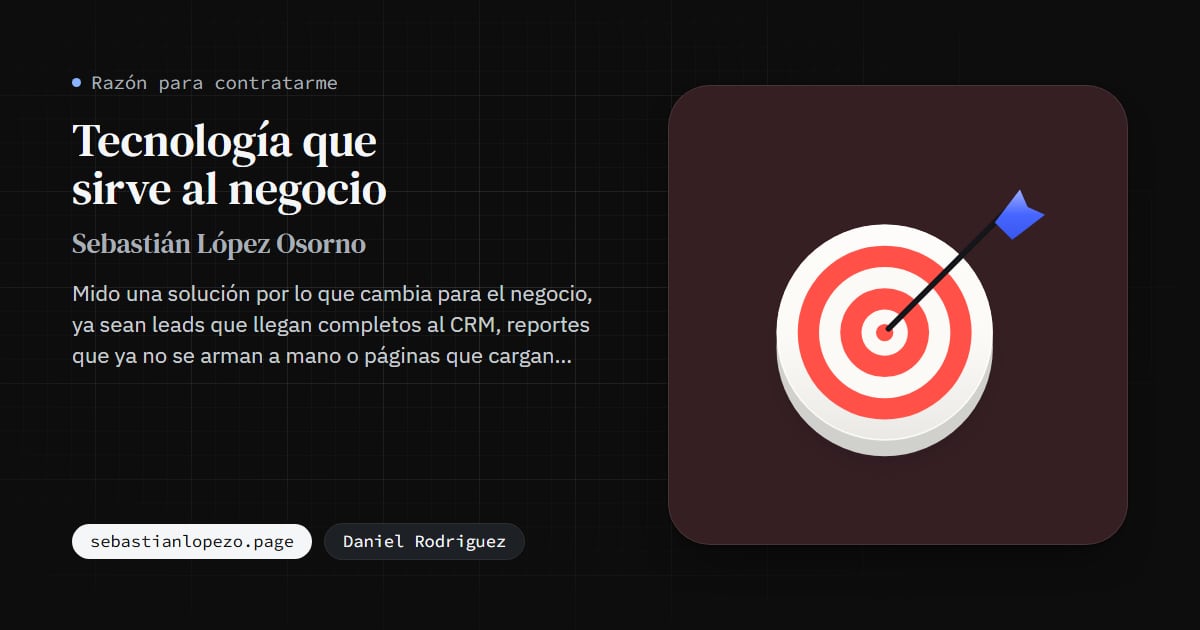 Razón para contratarme
Tecnología que
sirve al negocio
Sebastián López Osorno
Mido una solución por lo que cambia para el negocio,
ya sean leads que llegan completos al CRM, reportes
que ya no se arman a mano o páginas que cargan...
sebastianlopezo.page
Daniel Rodriguez